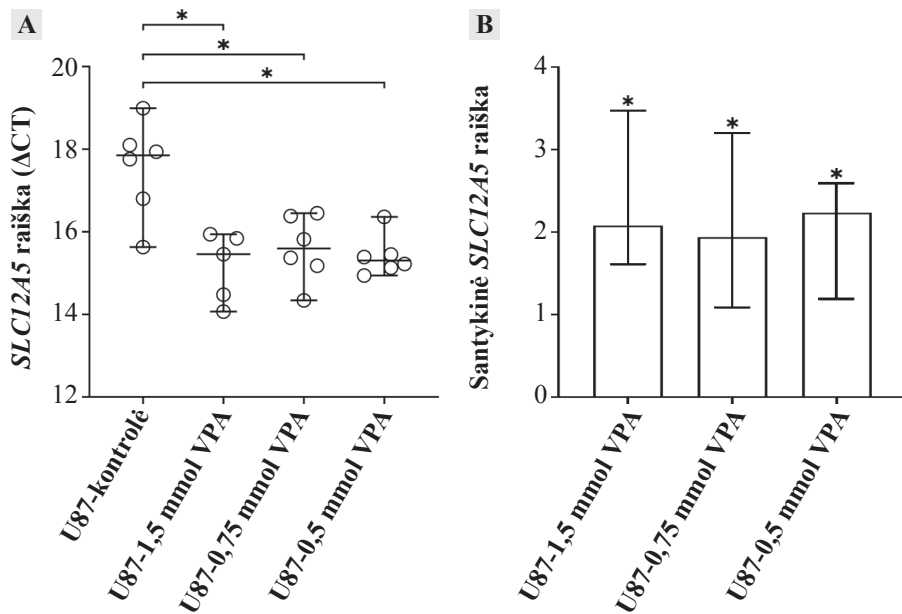 A
SLC12A5 raiška (ΔCT)
20
18
16
14
12
*
*
*
U87-kontrolė
U87-1,5 mmol VPA
U87-0,75 mmol VPA
U87-0,5 mmol VPA
B
Santykinė SLC12A5 raiška
4
3
2
1
0
*
*
*
U87-1,5 mmol VPA
U87-0,75 mmol VPA
U87-0,5 mmol VPA